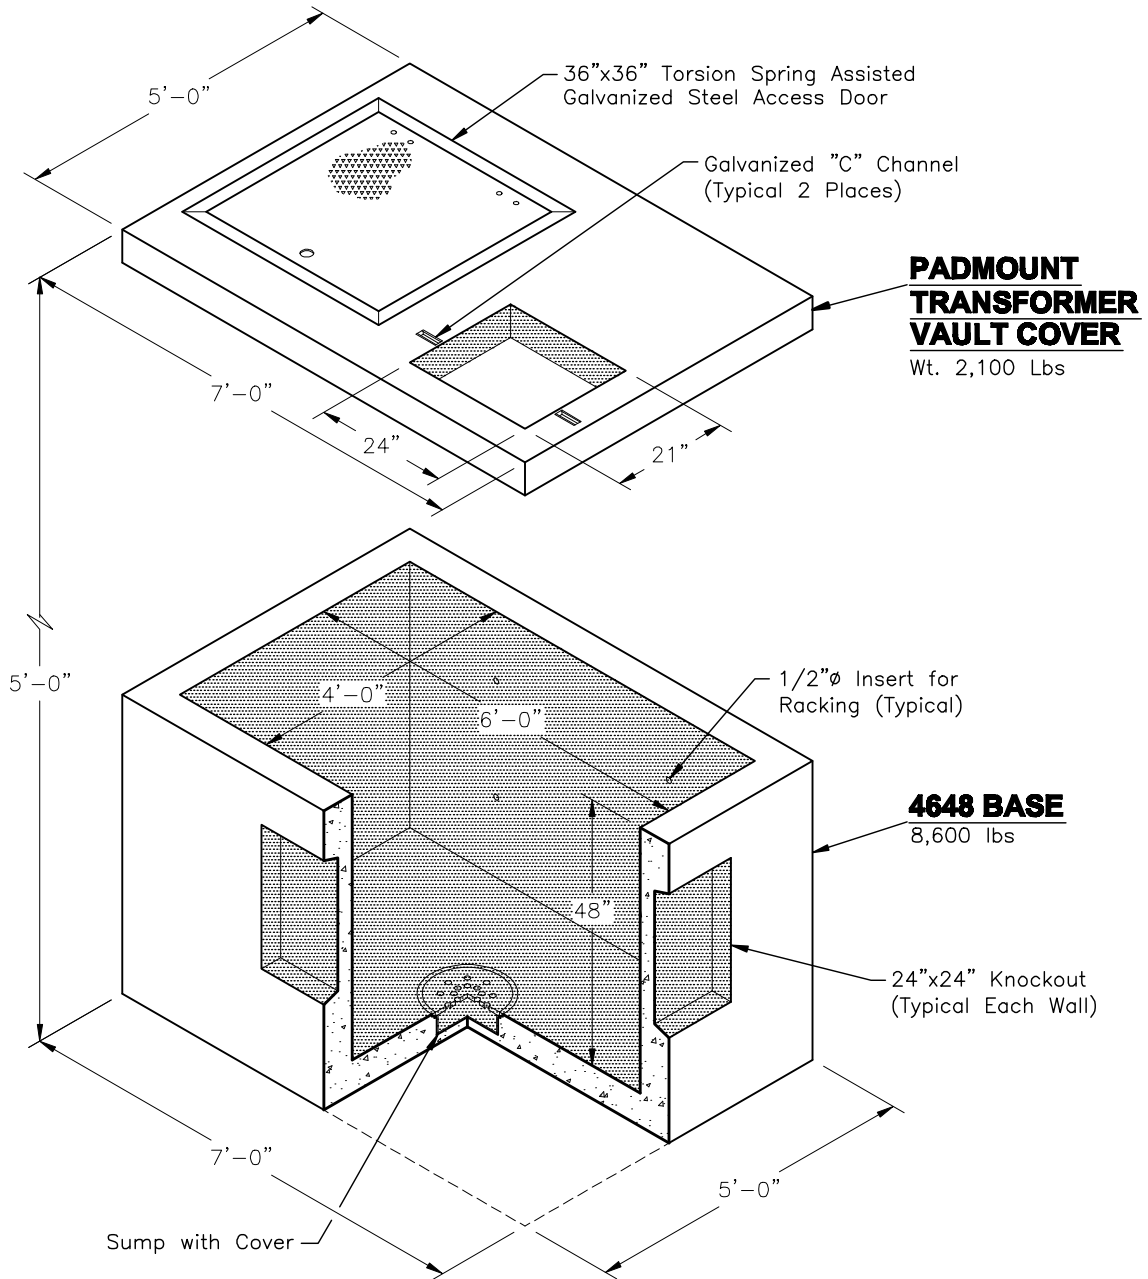 5'-0"
36"x36" Torsion Spring Assisted
Galvanized Steel Access Door
Galvanized "C" Channel
(Typical 2 Places)
PADMOUNT
TRANSFORMER
VAULT COVER
Wt. 2,100 Lbs
7'-0"
24"
21"
5'-0"
4'-0"
6'-0"
1/2"ø Insert for
Racking (Typical)
4648 BASE
8,600 lbs
48"
24"x24" Knockout
(Typical Each Wall)
7'-0"
5'-0"
Sump with Cover